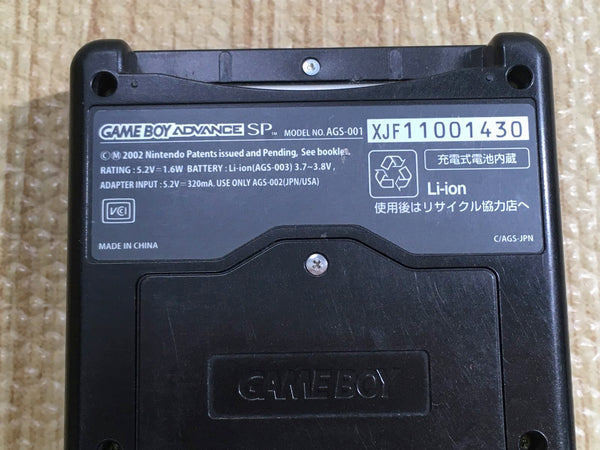 GAME BOY ADVANCE SP™ MODEL NO. AGS-001 XJF11001430
©Ⓜ 2002 Nintendo Patents issued and Pending, See booklet.
RATING : 5.2V⎓1.6W BATTERY : Li-ion(AGS-003) 3.7~3.8V⎓,
ADAPTER INPUT : 5.2V⎓320mA. USE ONLY AGS-002(JPN/USA)
充電式電池内蔵
VCI
Li-ion
使用後はリサイクル協力店へ
MADE IN CHINA
C/AGS-JPN
GAME BOY